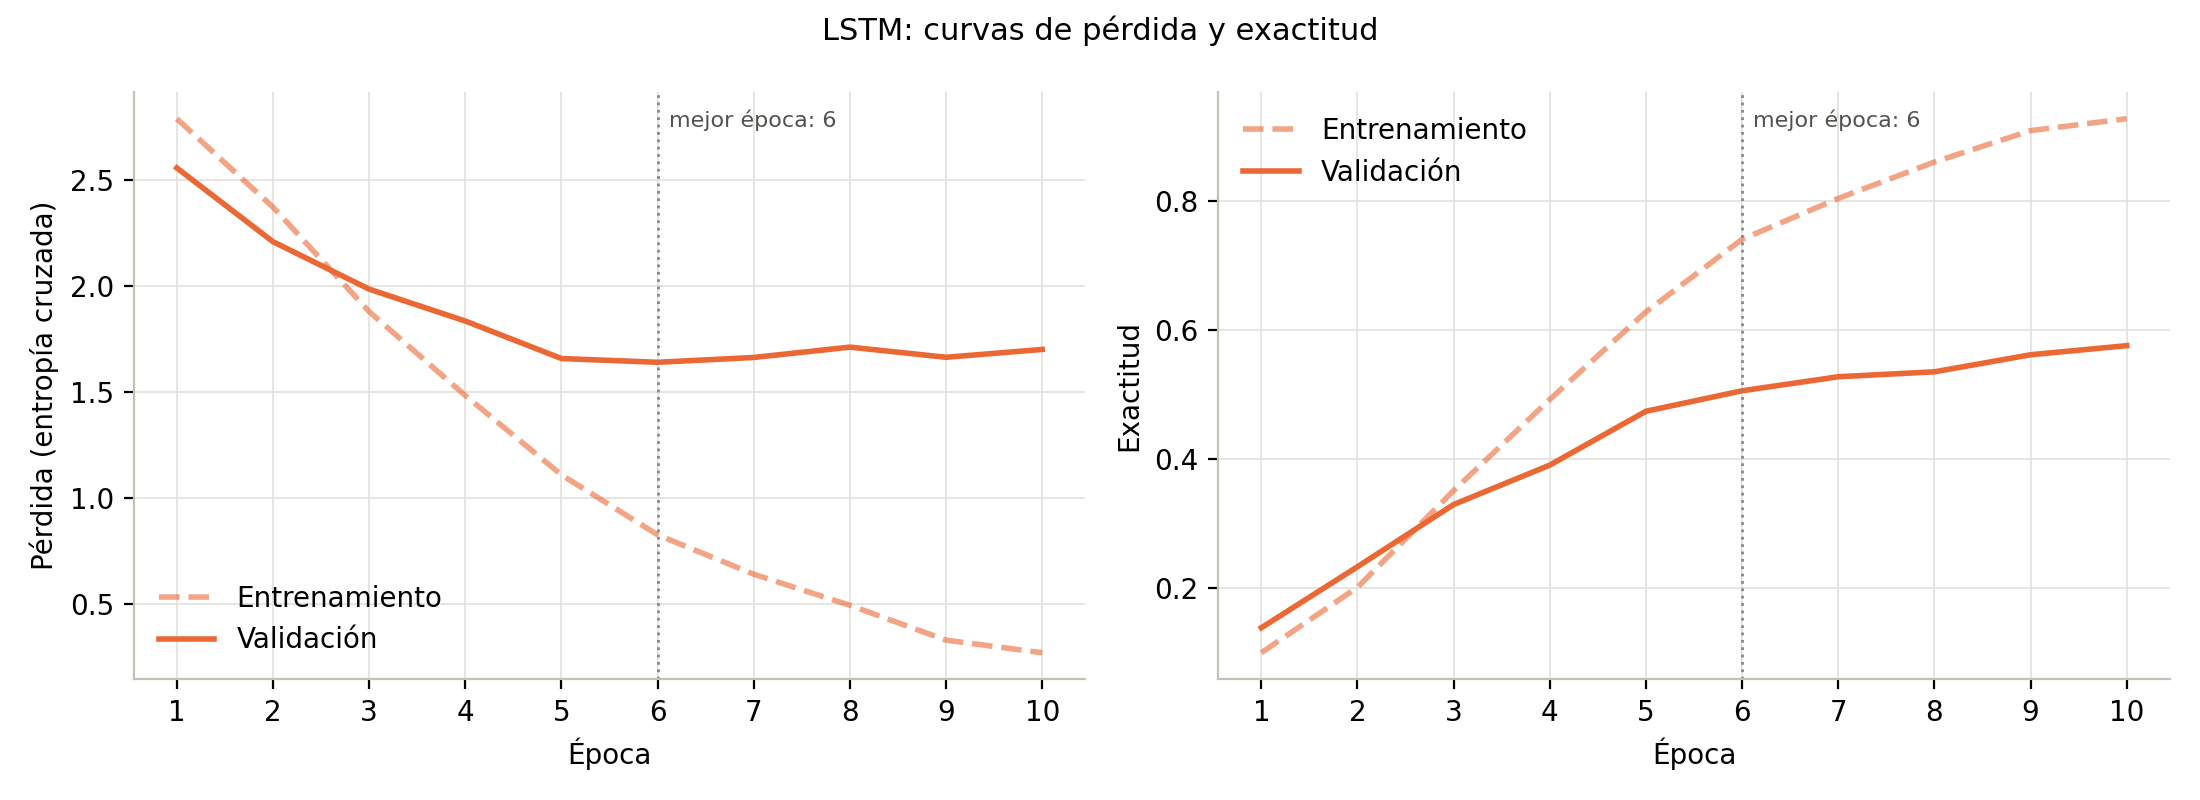 LSTM: curvas de pérdida y exactitud
mejor época: 6
2.5
2.0
1.5
1.0
0.5
Pérdida (entropía cruzada)
Entrenamiento
Validación
1 2 3 4 5 6 7 8 9 10
Época
Entrenamiento
Validación
mejor época: 6
0.8
0.6
0.4
0.2
Exactitud
1 2 3 4 5 6 7 8 9 10
Época